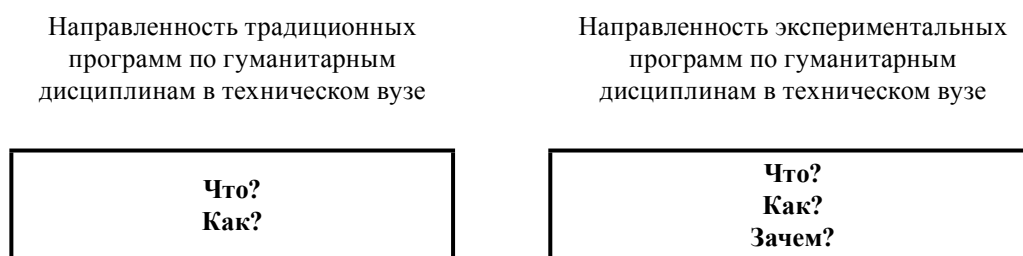 Направленность традиционных
программ по гуманитарным
дисциплинам в техническом вузе
Что?
Как?
Направленность экспериментальных
программ по гуманитарным
дисциплинам в техническом вузе
Что?
Как?
Зачем?